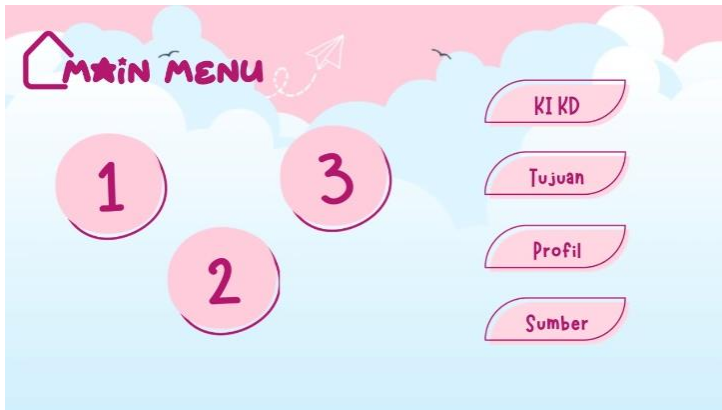 MAiN MENU
1
2
3
KI KD
Tujuan
Profil
Sumber